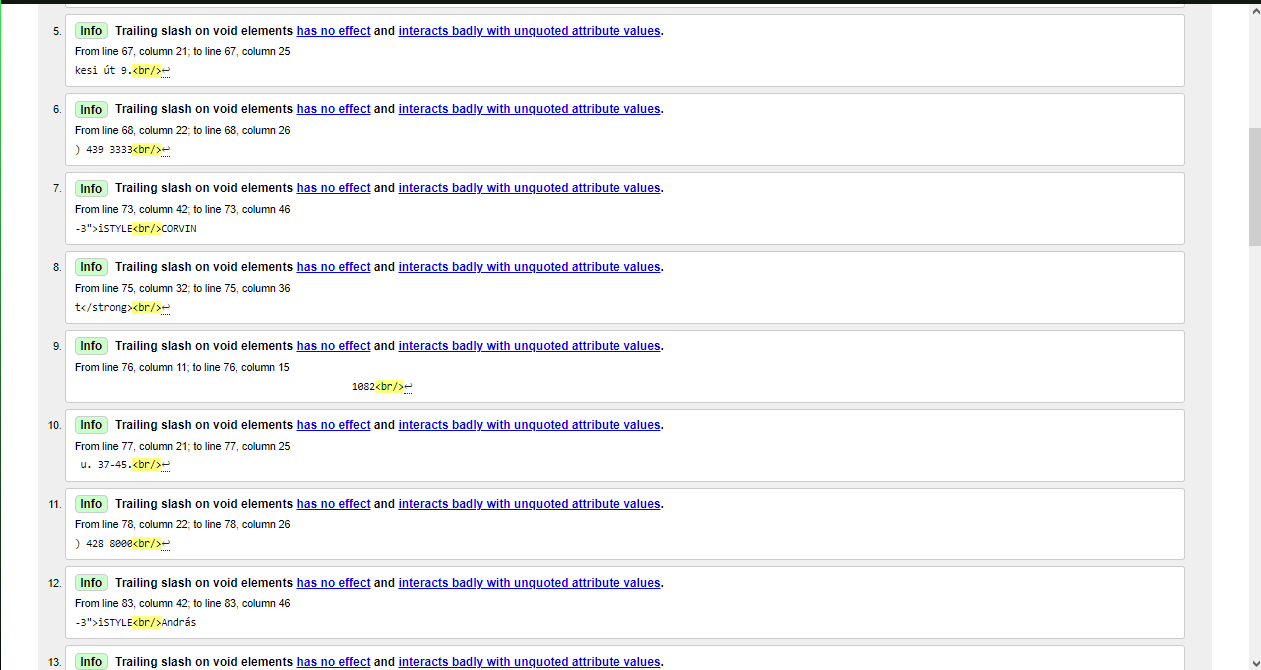 5. Info Trailing slash on void elements has no effect and interacts badly with unquoted attribute values.
From line 67, column 21; to line 67, column 25
kesi út 9.<br/>↩
6. Info Trailing slash on void elements has no effect and interacts badly with unquoted attribute values.
From line 68, column 22; to line 68, column 26
) 439 3333<br/>↩
7. Info Trailing slash on void elements has no effect and interacts badly with unquoted attribute values.
From line 73, column 42; to line 73, column 46
-3">iSTYLE<br/>CORVIN
8. Info Trailing slash on void elements has no effect and interacts badly with unquoted attribute values.
From line 75, column 32; to line 75, column 36
t</strong><br/>↩
9. Info Trailing slash on void elements has no effect and interacts badly with unquoted attribute values.
From line 76, column 11; to line 76, column 15
1082<br/>↩
10. Info Trailing slash on void elements has no effect and interacts badly with unquoted attribute values.
From line 77, column 21; to line 77, column 25
u. 37-45.<br/>↩
11. Info Trailing slash on void elements has no effect and interacts badly with unquoted attribute values.
From line 78, column 22; to line 78, column 26
) 428 8000<br/>↩
12. Info Trailing slash on void elements has no effect and interacts badly with unquoted attribute values.
From line 83, column 42; to line 83, column 46
-3">iSTYLE<br/>András
13. Info Trailing slash on void elements has no effect and interacts badly with unquoted attribute values.